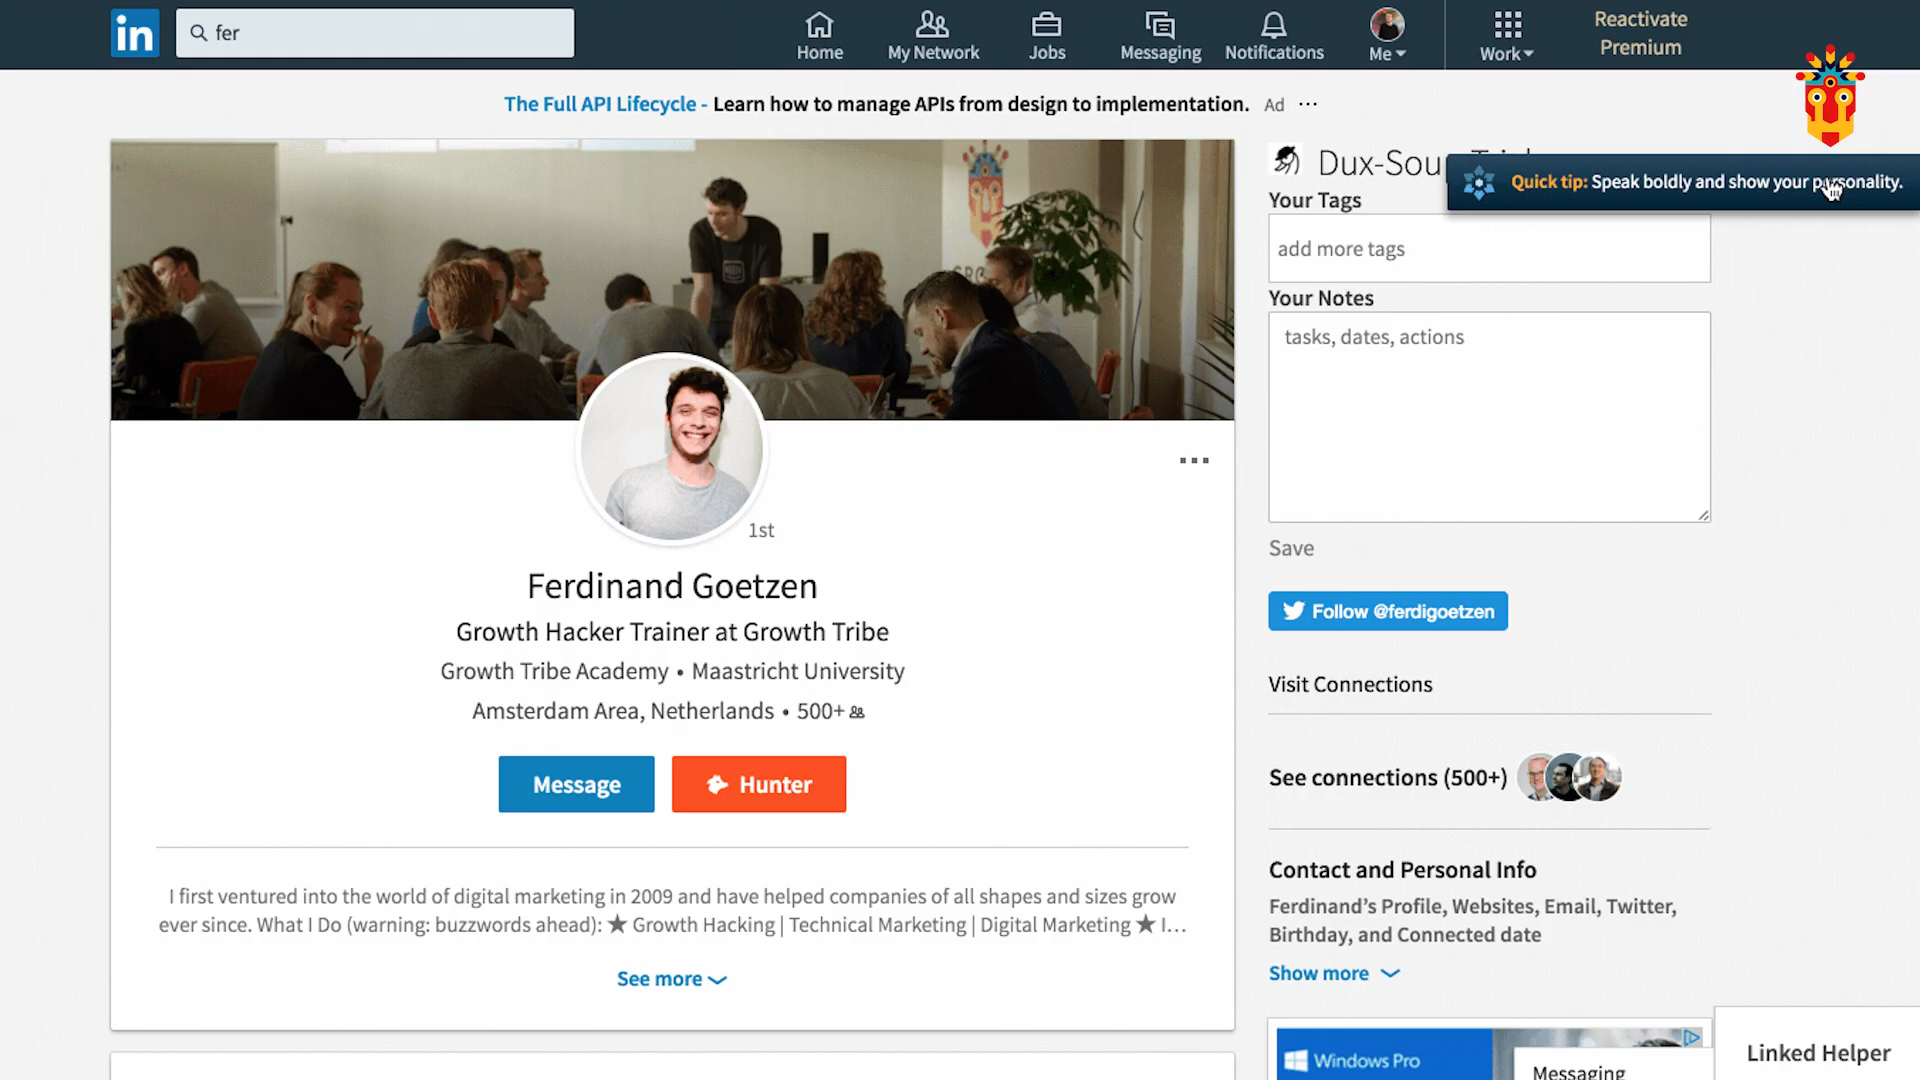 in
fer
Home
My Network
Jobs
Messaging
Notifications
Me
Work
Reactivate
Premium
The Full API Lifecycle - Learn how to manage APIs from design to implementation. Ad ...
Dux-Soup
Quick tip: Speak boldly and show your personality.
Your Tags
add more tags
Your Notes
tasks, dates, actions
Save
1st
Ferdinand Goetzen
Growth Hacker Trainer at Growth Tribe
Growth Tribe Academy • Maastricht University
Amsterdam Area, Netherlands • 500+
Message
Hunter
I first ventured into the world of digital marketing in 2009 and have helped companies of all shapes and sizes grow
ever since. What I Do (warning: buzzwords ahead): ★ Growth Hacking | Technical Marketing | Digital Marketing ★ I...
See more
Follow @ferdigoetzen
Visit Connections
See connections (500+)
Contact and Personal Info
Ferdinand's Profile, Websites, Email, Twitter,
Birthday, and Connected date
Show more
Windows Pro
Messaging
Linked Helper